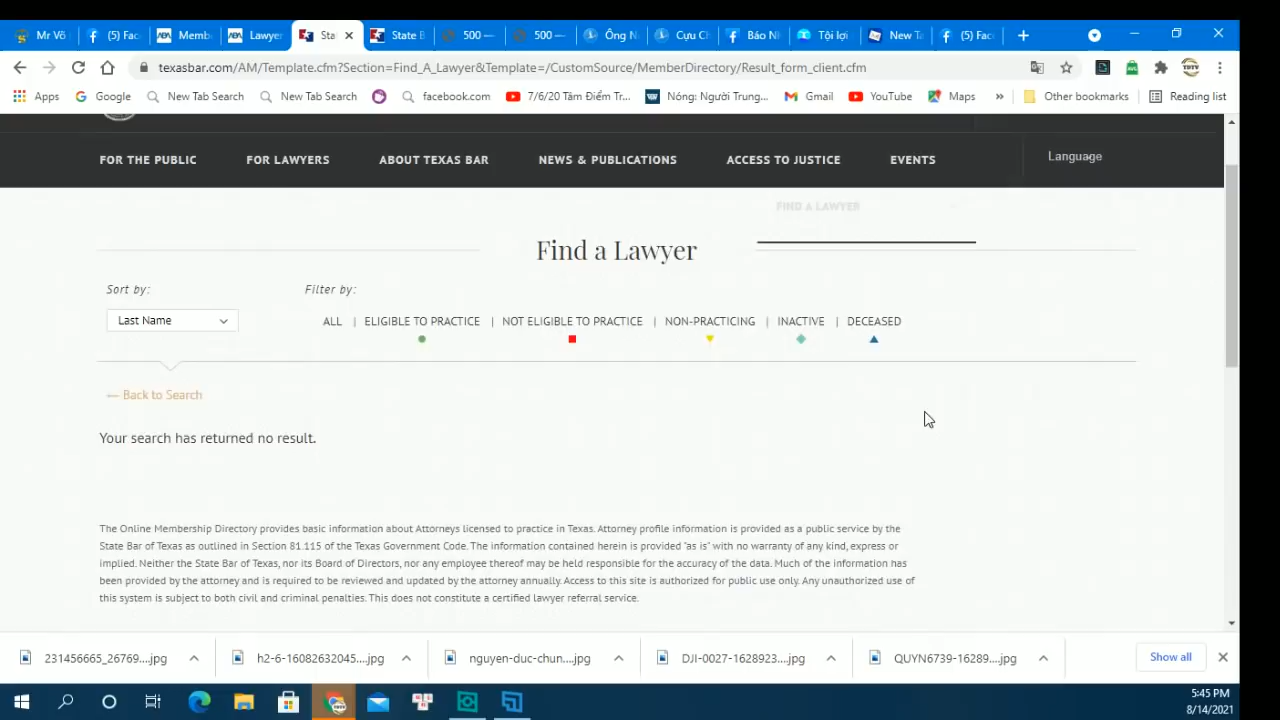 Mr Võ
(5) Fac
Memb
Lawye
Sta
State B
500 —
500 —
Ông N
Cựu C
Báo N
Tội lợi
New Ta
(5) Fac
texasbar.com/AM/Template.cfm?Section=Find_A_Lawyer&Template=/CustomSource/MemberDirectory/Result_form_client.cfm
Apps
Google
New Tab Search
New Tab Search
facebook.com
7/6/20 Tâm Điểm Tr...
Nóng: Người Trung...
Gmail
YouTube
Maps
»
Other bookmarks
Reading list
FOR THE PUBLIC
FOR LAWYERS
ABOUT TEXAS BAR
NEWS & PUBLICATIONS
ACCESS TO JUSTICE
EVENTS
Language
FIND A LAWYER
Find a Lawyer
Sort by:
Filter by:
Last Name
ALL | ELIGIBLE TO PRACTICE | NOT ELIGIBLE TO PRACTICE | NON-PRACTICING | INACTIVE | DECEASED
Back to Search
Your search has returned no result.
The Online Membership Directory provides basic information about Attorneys licensed to practice in Texas. Attorney profile information is provided as a public service by the
State Bar of Texas as outlined in Section 81.115 of the Texas Government Code. The information contained herein is provided "as is" with no warranty of any kind, express or
implied. Neither the State Bar of Texas, nor its Board of Directors, nor any employee thereof may be held responsible for the accuracy of the data. Much of the information has
been provided by the attorney and is required to be reviewed and updated by the attorney annually. Access to this site is authorized for public use only. Any unauthorized use of
this system is subject to both civil and criminal penalties. This does not constitute a certified lawyer referral service.
231456665_26769....jpg
h2-6-16082632045....jpg
nguyen-duc-chun....jpg
DJI-0027-1628923....jpg
QUYN6739-16289....jpg
Show all
5:45 PM
8/14/2021